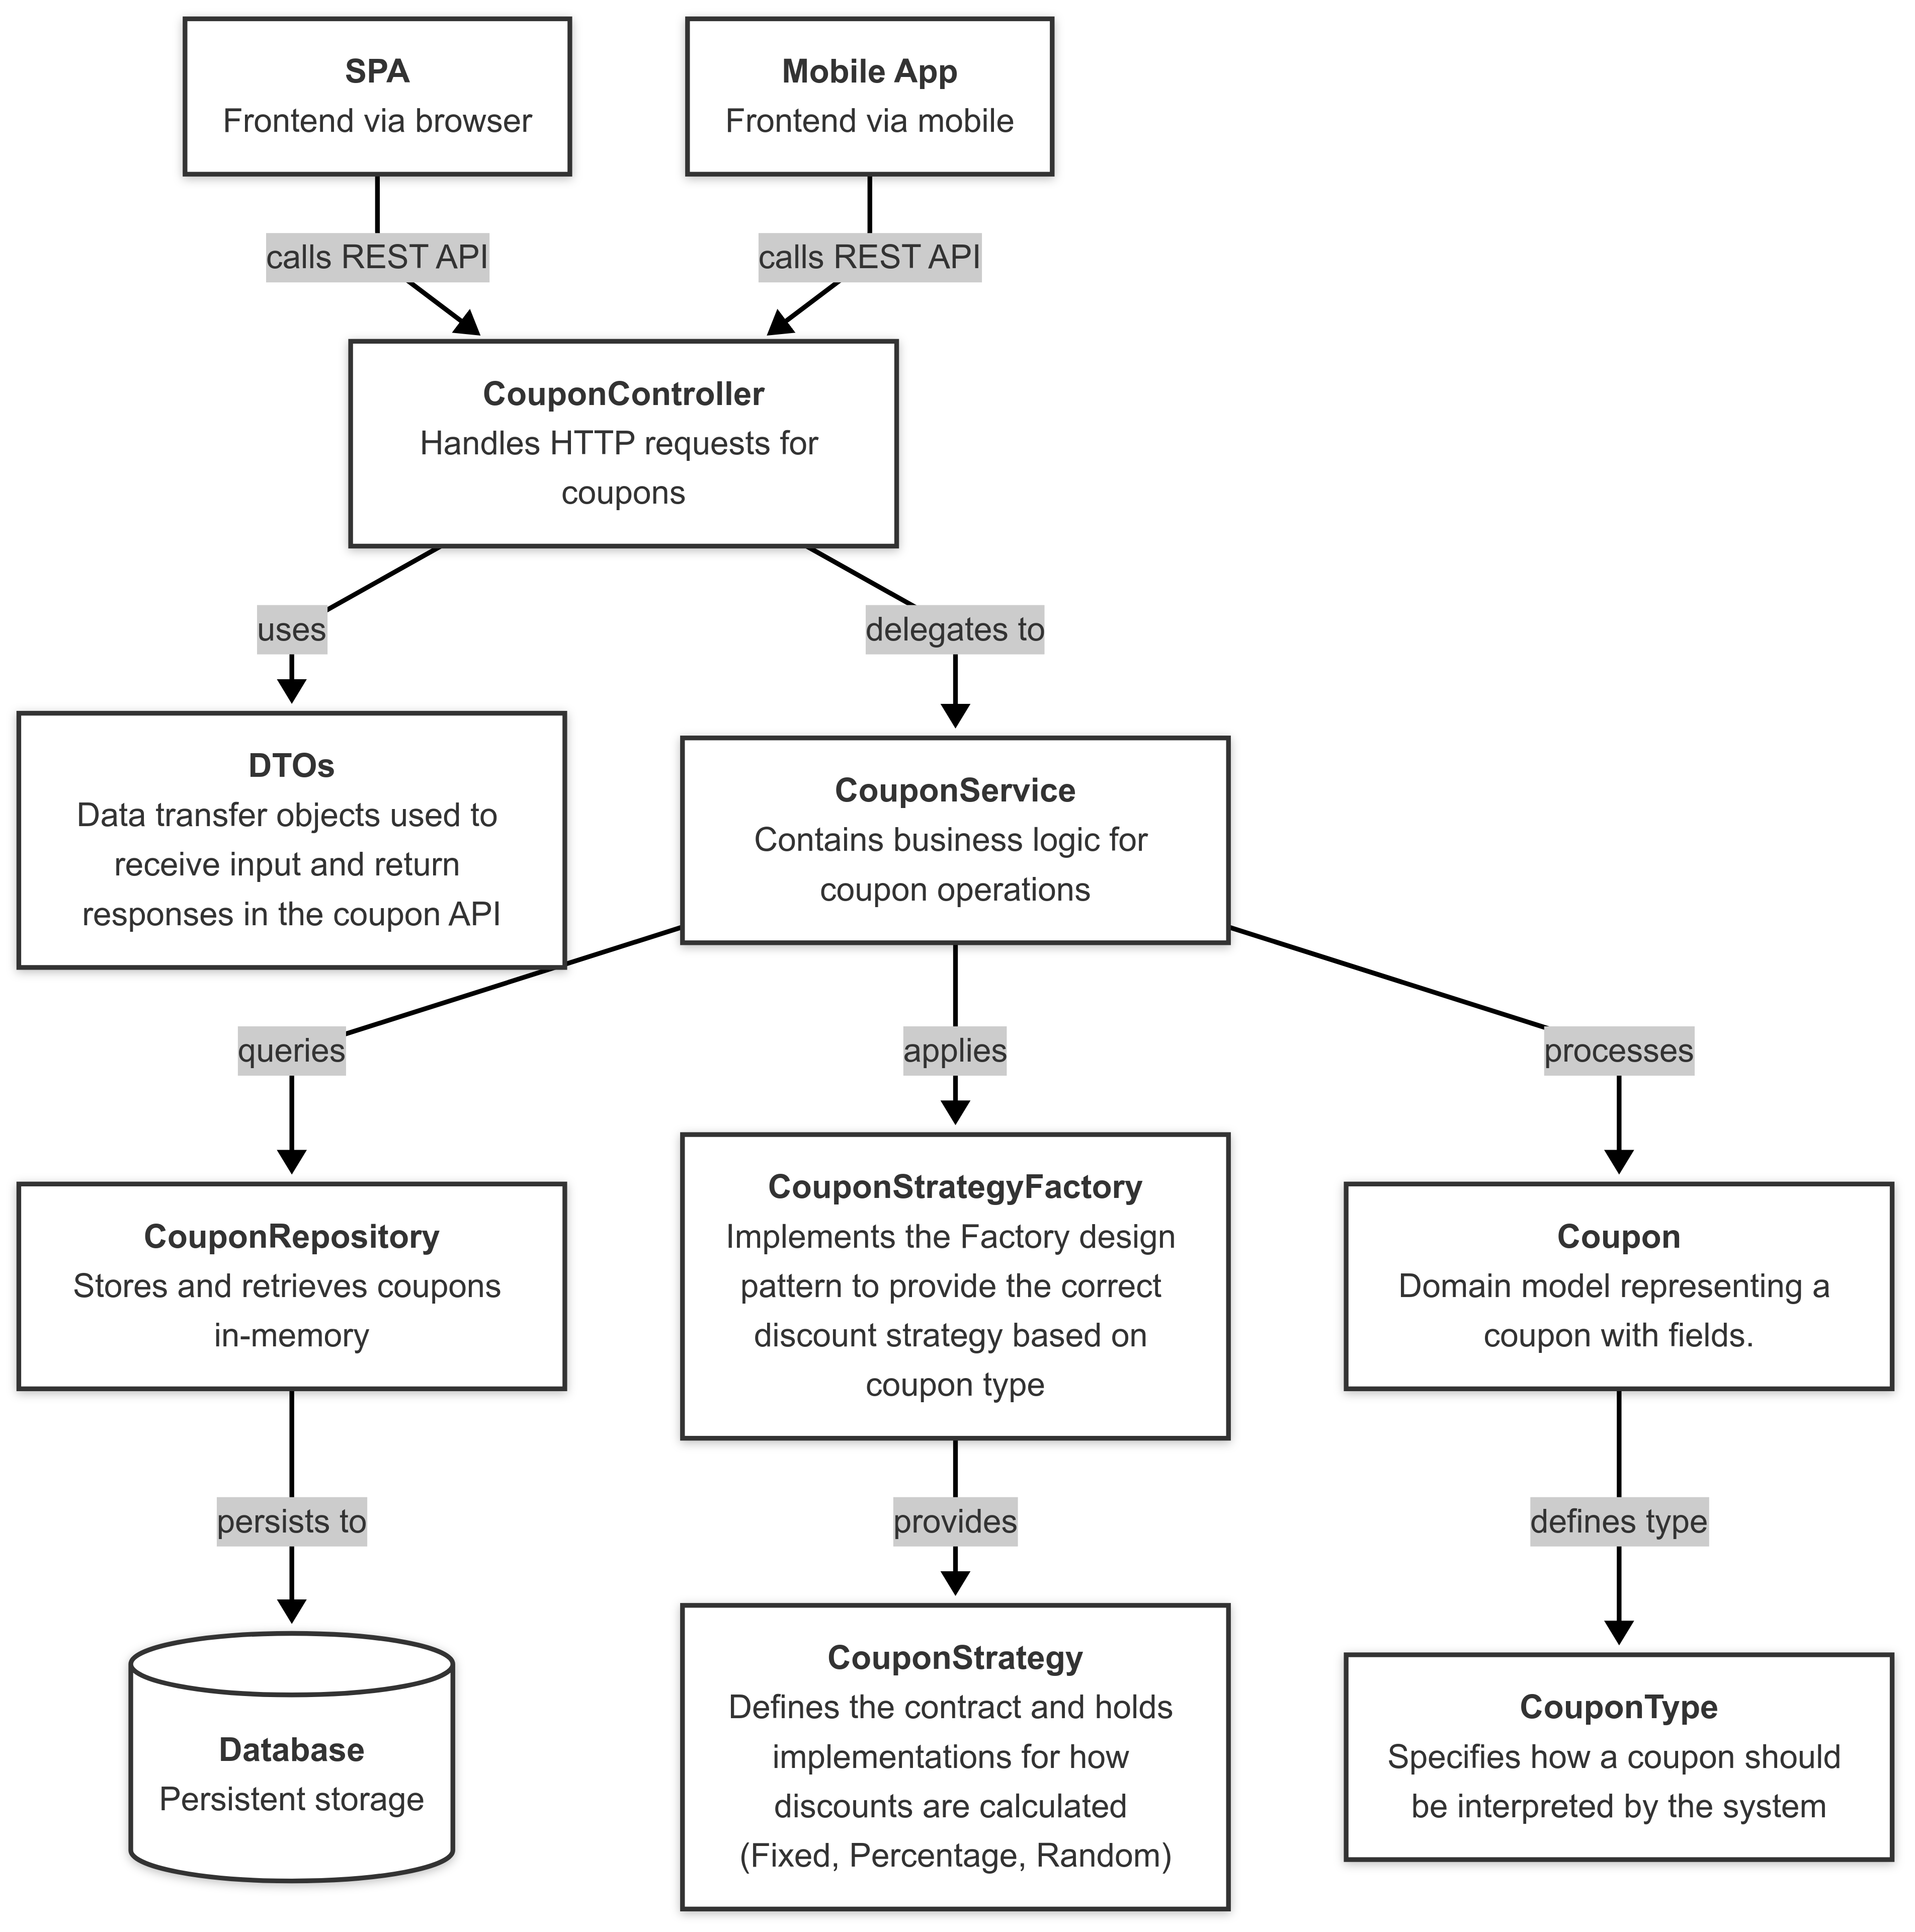 SPA
Frontend via browser
Mobile App
Frontend via mobile
calls REST API
calls REST API
CouponController
Handles HTTP requests for
coupons
uses
delegates to
DTOs
Data transfer objects used to
receive input and return
responses in the coupon API
CouponService
Contains business logic for
coupon operations
queries
applies
processes
CouponRepository
Stores and retrieves coupons
in-memory
CouponStrategyFactory
Implements the Factory design
pattern to provide the correct
discount strategy based on
coupon type
Coupon
Domain model representing a
coupon with fields.
persists to
provides
defines type
Database
Persistent storage
CouponStrategy
Defines the contract and holds
implementations for how
discounts are calculated
(Fixed, Percentage, Random)
CouponType
Specifies how a coupon should
be interpreted by the system